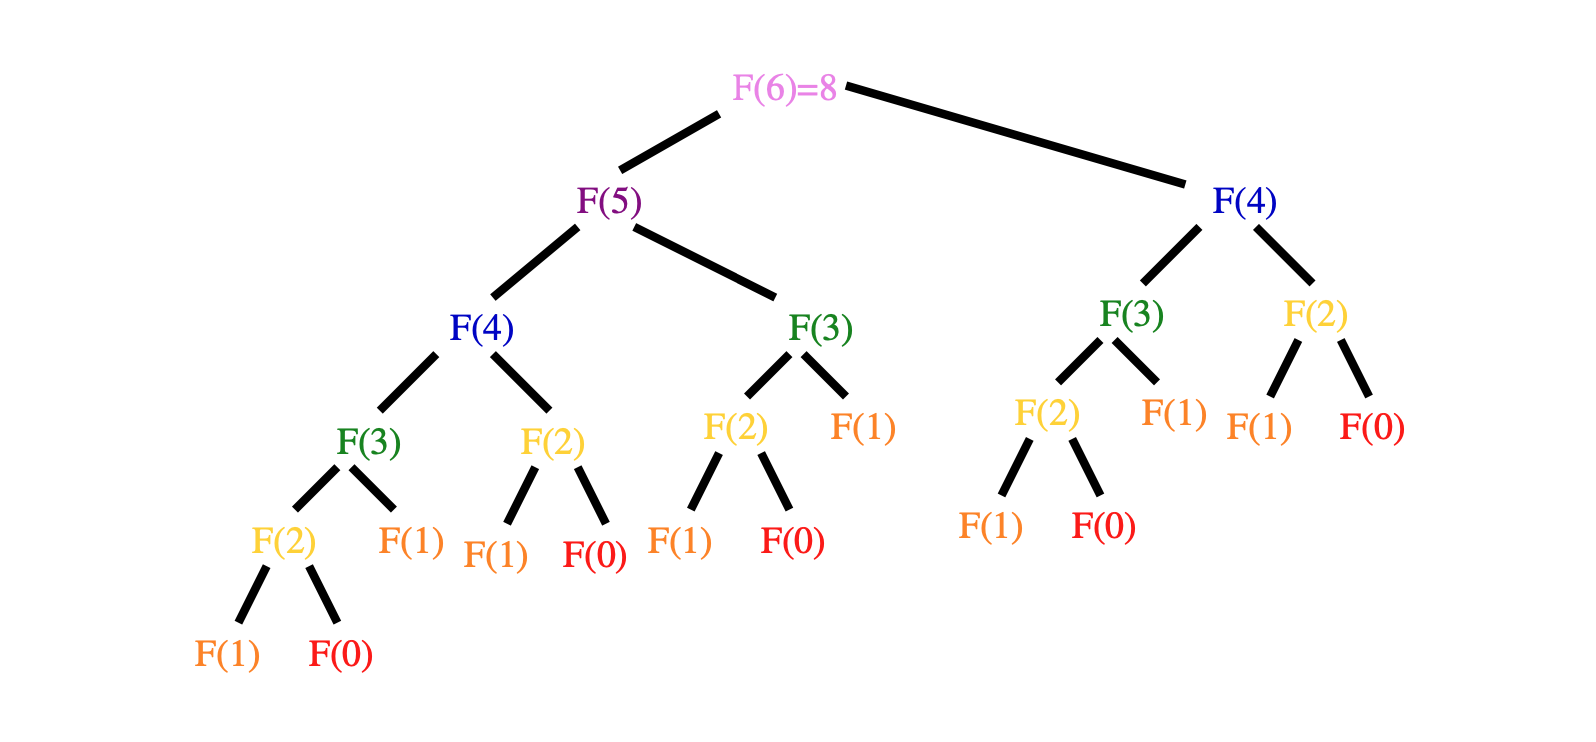 F(6)=8
F(5) F(4)
F(4) F(3) F(3) F(2)
F(3) F(2) F(2) F(1) F(2) F(1) F(1) F(0)
F(2) F(1) F(1) F(0) F(1) F(0) F(1) F(0)
F(1) F(0)